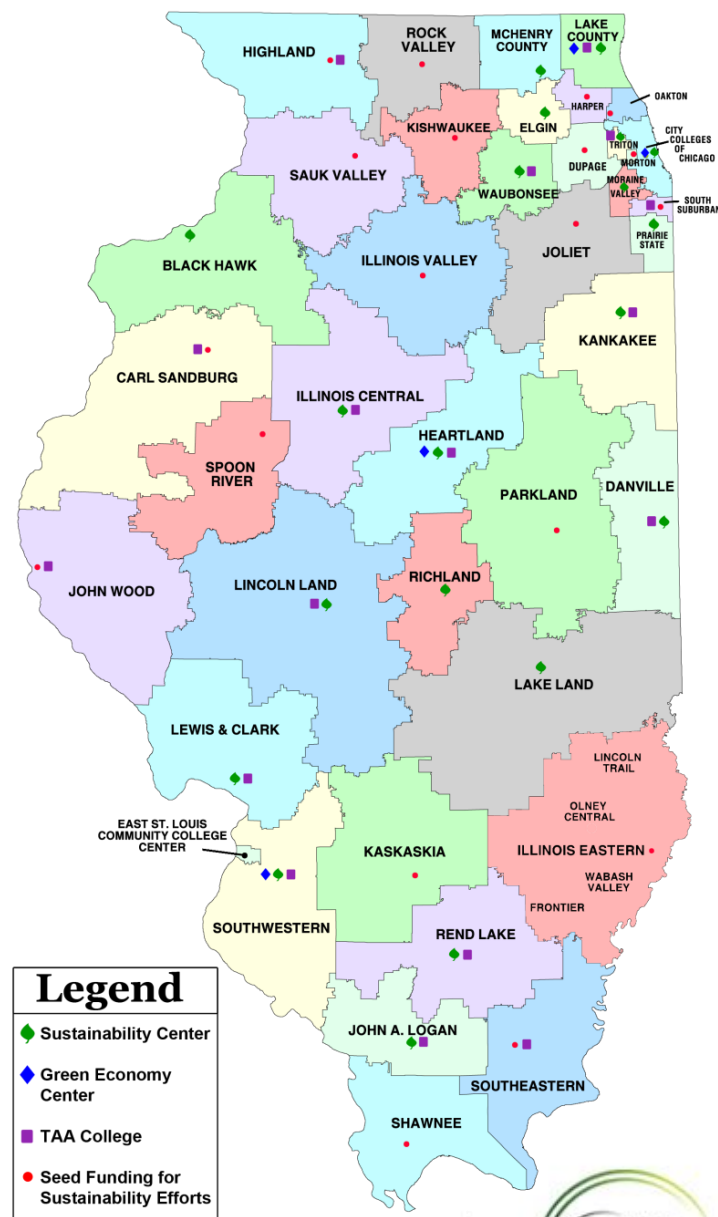 HIGHLAND
ROCK
VALLEY
MCHENRY
COUNTY
LAKE
COUNTY
OAKTON
HARPER
CITY
COLLEGES
OF
CHICAGO
KISHWAUKEE
ELGIN
TRITON
MORTON
DUPAGE
SAUK VALLEY
WAUBONSEE
MORAINE
VALLEY
SOUTH
SUBURBAN
PRAIRIE
STATE
JOLIET
BLACK HAWK
ILLINOIS VALLEY
KANKAKEE
CARL SANDBURG
ILLINOIS CENTRAL
HEARTLAND
SPOON
RIVER
PARKLAND
DANVILLE
JOHN WOOD
LINCOLN LAND
RICHLAND
LAKE LAND
LEWIS & CLARK
LINCOLN
TRAIL
OLNEY
CENTRAL
EAST ST. LOUIS
COMMUNITY COLLEGE
CENTER
KASKASKIA
ILLINOIS EASTERN
WABASH
VALLEY
FRONTIER
SOUTHWESTERN
REND LAKE
JOHN A. LOGAN
SOUTHEASTERN
SHAWNEE
Legend
Sustainability Center
Green Economy
Center
TAA College
Seed Funding for
Sustainability Efforts